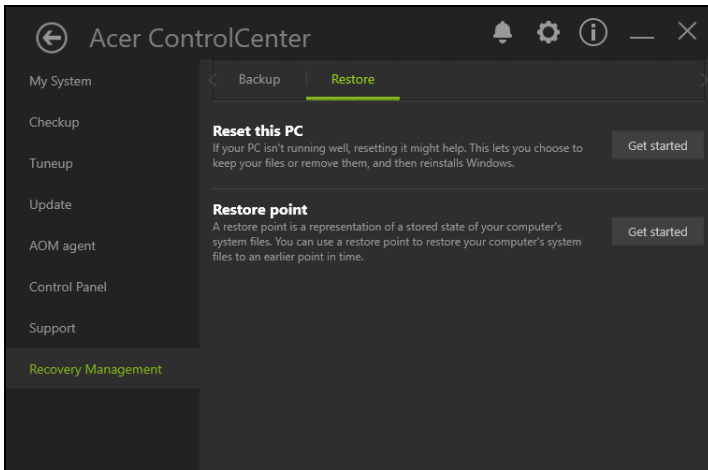 Acer ControlCenter
My System
Checkup
Tuneup
Update
AOM agent
Control Panel
Support
Recovery Management
Backup
Restore
Reset this PC
If your PC isn't running well, resetting it might help. This lets you choose to
keep your files or remove them, and then reinstalls Windows.
Get started
Restore point
A restore point is a representation of a stored state of your computer's
system files. You can use a restore point to restore your computer's system
files to an earlier point in time.
Get started